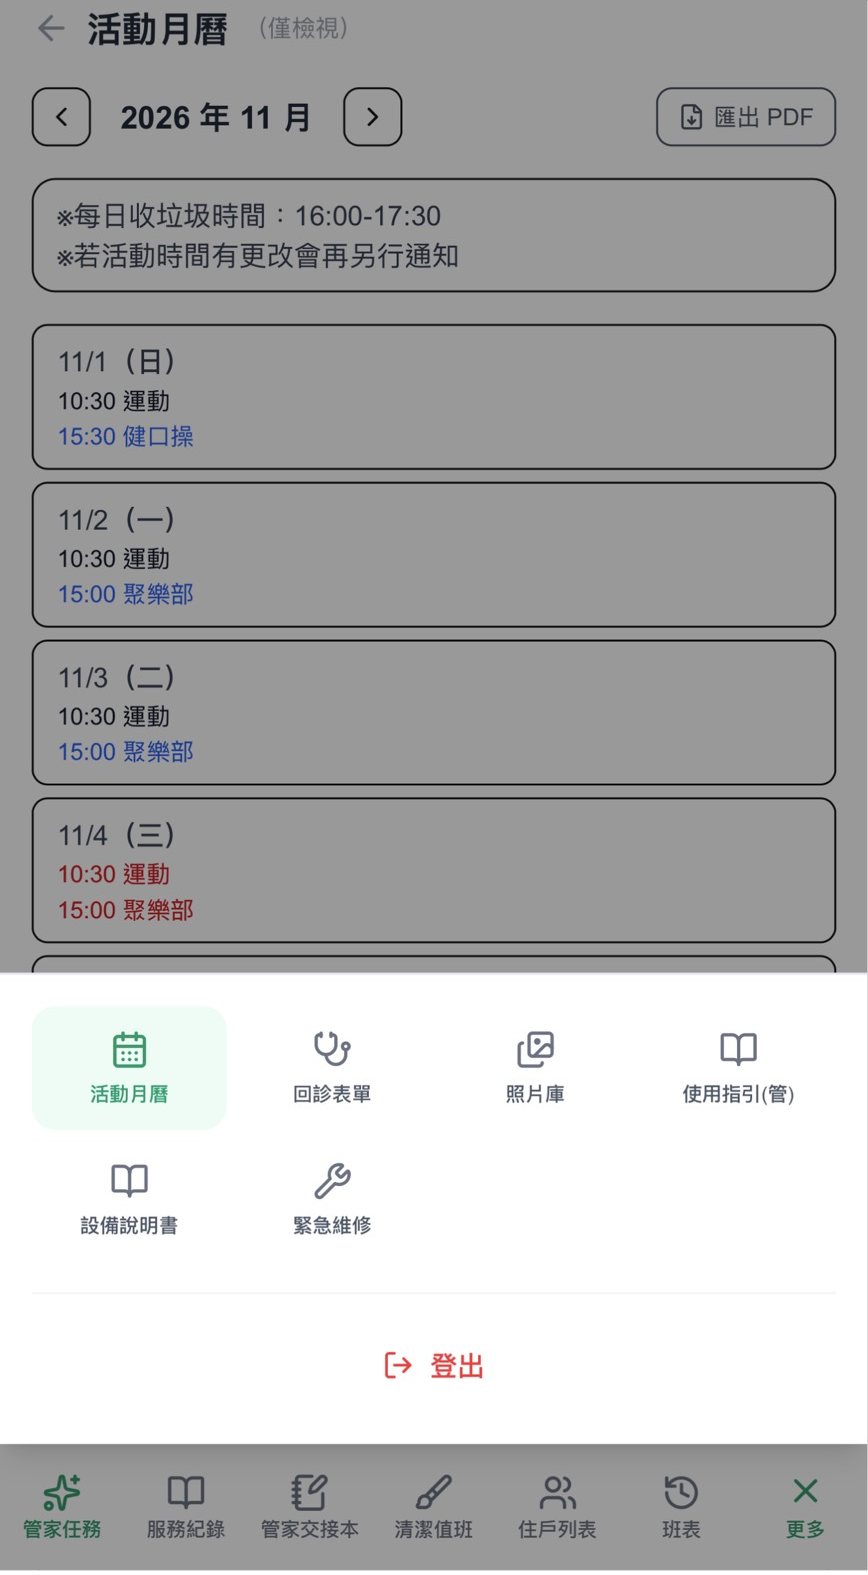 活動月曆 （僅檢視）
2026 年 11 月
匯出 PDF
※每日收垃圾時間：16:00-17:30
※若活動時間有更改會再另行通知
11/1（日）
10:30 運動
15:30 健口操
11/2（一）
10:30 運動
15:00 聚樂部
11/3（二）
10:30 運動
15:00 聚樂部
11/4（三）
10:30 運動
15:00 聚樂部
活動月曆 回診表單 照片庫 使用指引(管)
設備說明書 緊急維修
登出
管家任務 服務紀錄 管家交接本 清潔值班 住戶列表 班表 更多